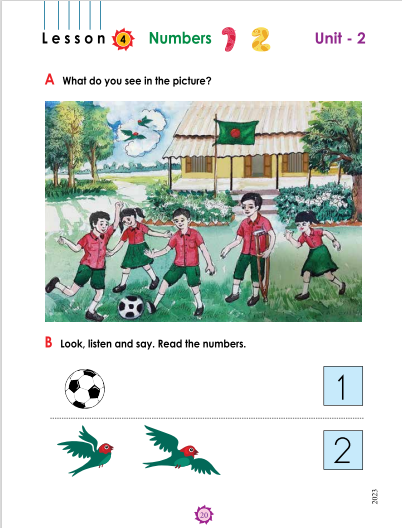 Lesson 4 Numbers 1 2 Unit - 2
A What do you see in the picture?
B Look, listen and say. Read the numbers.
1
2
20
2023